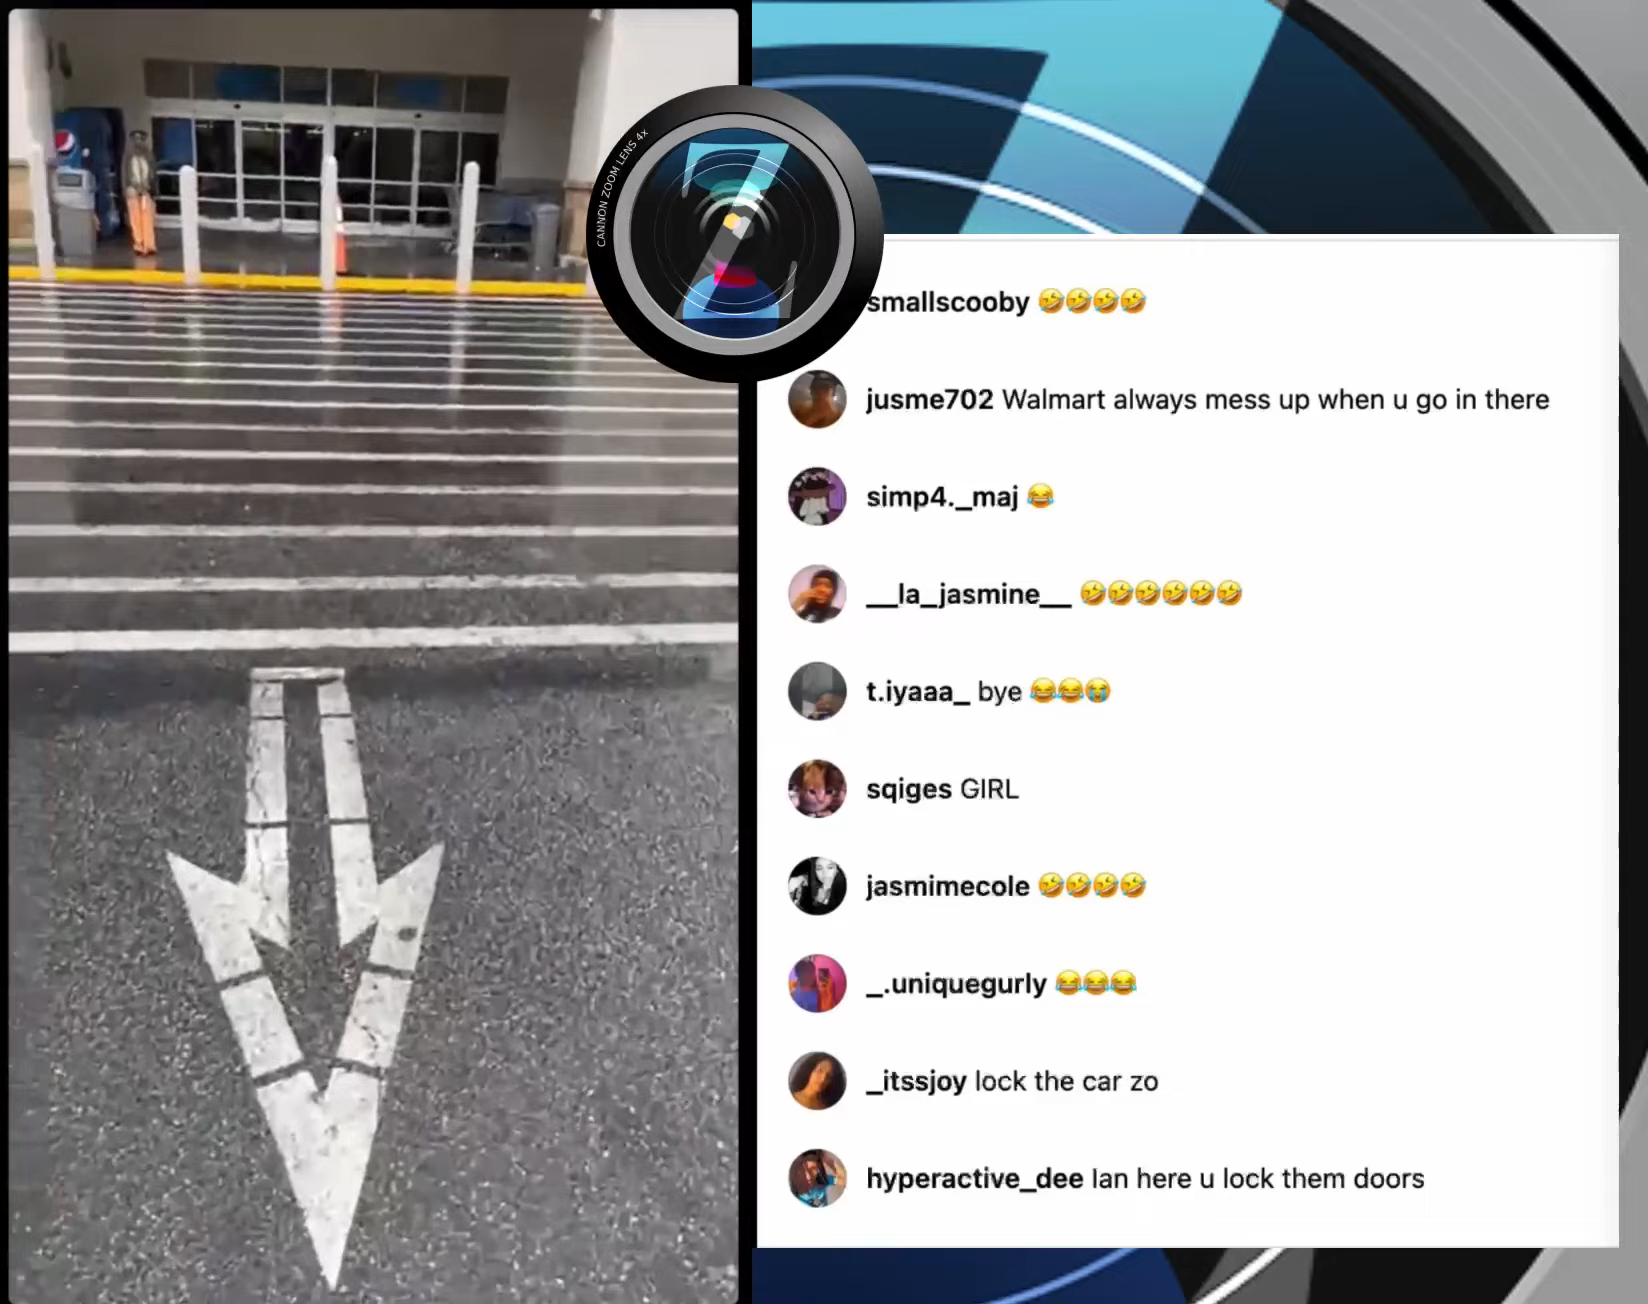 CANNON ZOOM LENS 4x
smallscooby 🤣🤣🤣🤣
jusme702 Walmart always mess up when u go in there
simp4._maj 😂
__la_jasmine__ 🤣🤣🤣🤣🤣🤣
t.iyaaa_ bye 😂😂😭
sqiges GIRL
jasmimecole 🤣🤣🤣🤣
_.uniquegurly 😂😂😂
_itssjoy lock the car zo
hyperactive_dee Ian here u lock them doors